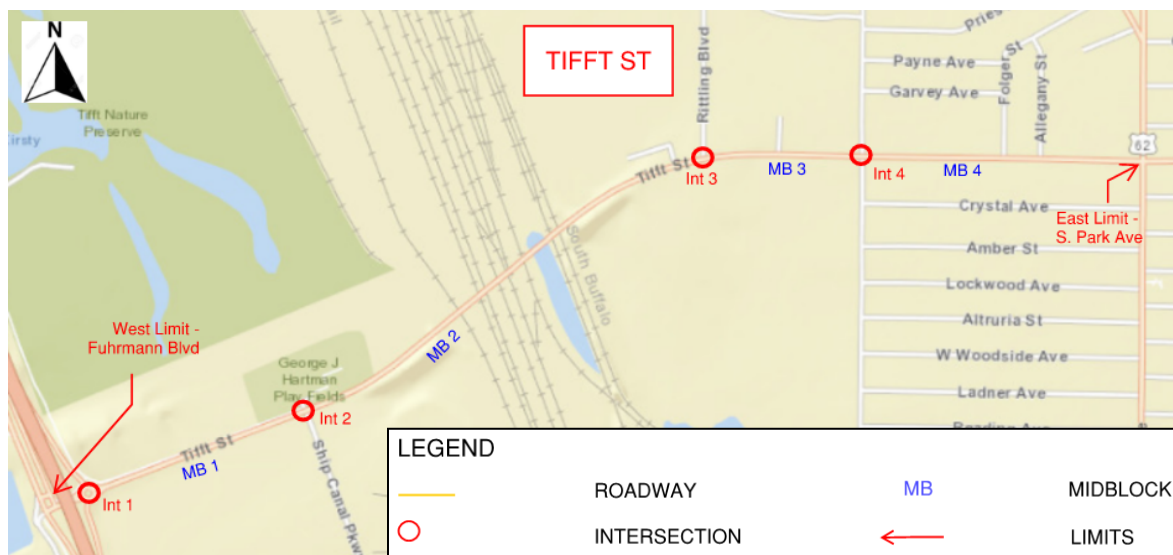 N
TIFFT ST
Rittling Blvd
Payne Ave
Garvey Ave
Folger St
Allegany St
62
Tifft Nature
Preserve
Kirsty
Tifft St
Int 3
MB 3
Int 4
MB 4
East Limit -
S. Park Ave
Crystal Ave
Amber St
Lockwood Ave
Altruria St
W Woodside Ave
Ladner Ave
South Buffalo
West Limit -
Fuhrmann Blvd
MB 2
George J
Hartman
Play Fields
Int 2
Tifft St
MB 1
Int 1
Ship Canal Pkwy
LEGEND
ROADWAY
MB
MIDBLOCK
INTERSECTION
LIMITS